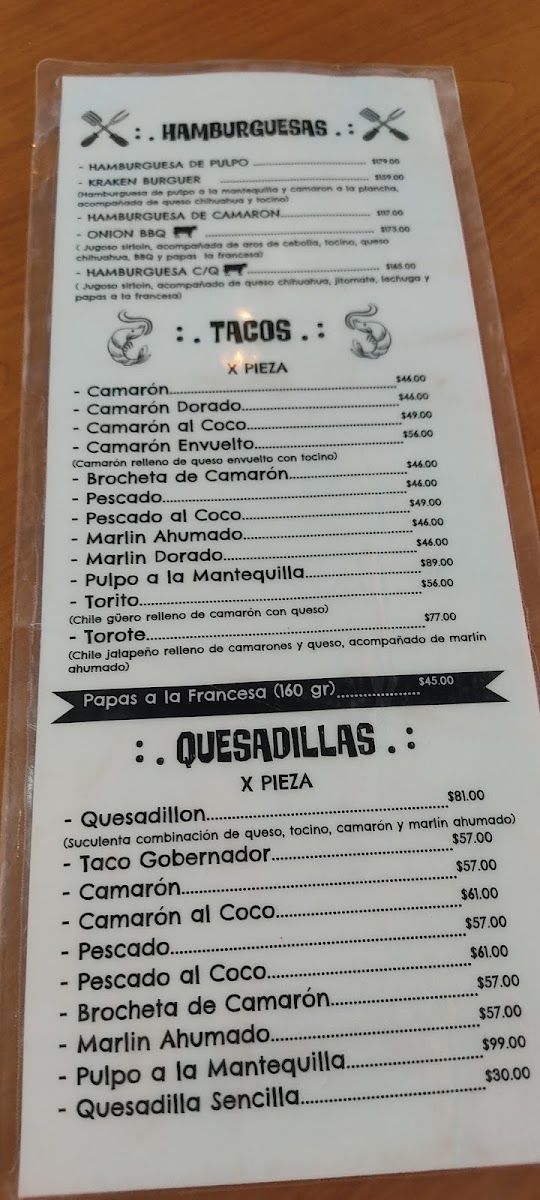 :. HAMBURGUESAS .:
- HAMBURGUESA DE PULPO ........ $179.00
- KRAKEN BURGUER ........ $159.00
(Hamburguesa de pulpo a la mantequilla y camaron a la plancha,
acompañada de queso chihuahua y tocino)
- HAMBURGUESA DE CAMARON........ $117.00
- ONION BBQ ........ $175.00
( Jugoso sirloin, acompañada de aros de cebolla, tocino, queso
chihuahua, BBQ y papas la francesa)
- HAMBURGUESA C/Q ........ $165.00
( Jugoso sirloin, acompañado de queso chihuahua, jitomate, lechuga y
papas a la francesa)
:. TACOS .:
X PIEZA
- Camarón........ $46.00
- Camarón Dorado........ $46.00
- Camarón al Coco........ $49.00
- Camarón Envuelto........ $56.00
(Camarón relleno de queso envuelto con tocino)
- Brocheta de Camarón........ $46.00
- Pescado........ $46.00
- Pescado al Coco........ $49.00
- Marlin Ahumado........ $46.00
- Marlin Dorado........ $46.00
- Pulpo a la Mantequilla........ $89.00
- Torito........ $56.00
(Chile güero relleno de camarón con queso)
- Torote........ $77.00
(Chile jalapeño relleno de camarones y queso, acompañado de marlín
ahumado)
Papas a la Francesa (160 gr)........ $45.00
:. QUESADILLAS .:
X PIEZA
- Quesadillon........ $81.00
(Suculenta combinación de queso, tocino, camarón y marlín ahumado)
- Taco Gobernador........ $57.00
- Camarón........ $57.00
- Camarón al Coco........ $61.00
- Pescado........ $57.00
- Pescado al Coco........ $61.00
- Brocheta de Camarón........ $57.00
- Marlin Ahumado........ $57.00
- Pulpo a la Mantequilla........ $99.00
- Quesadilla Sencilla........ $30.00